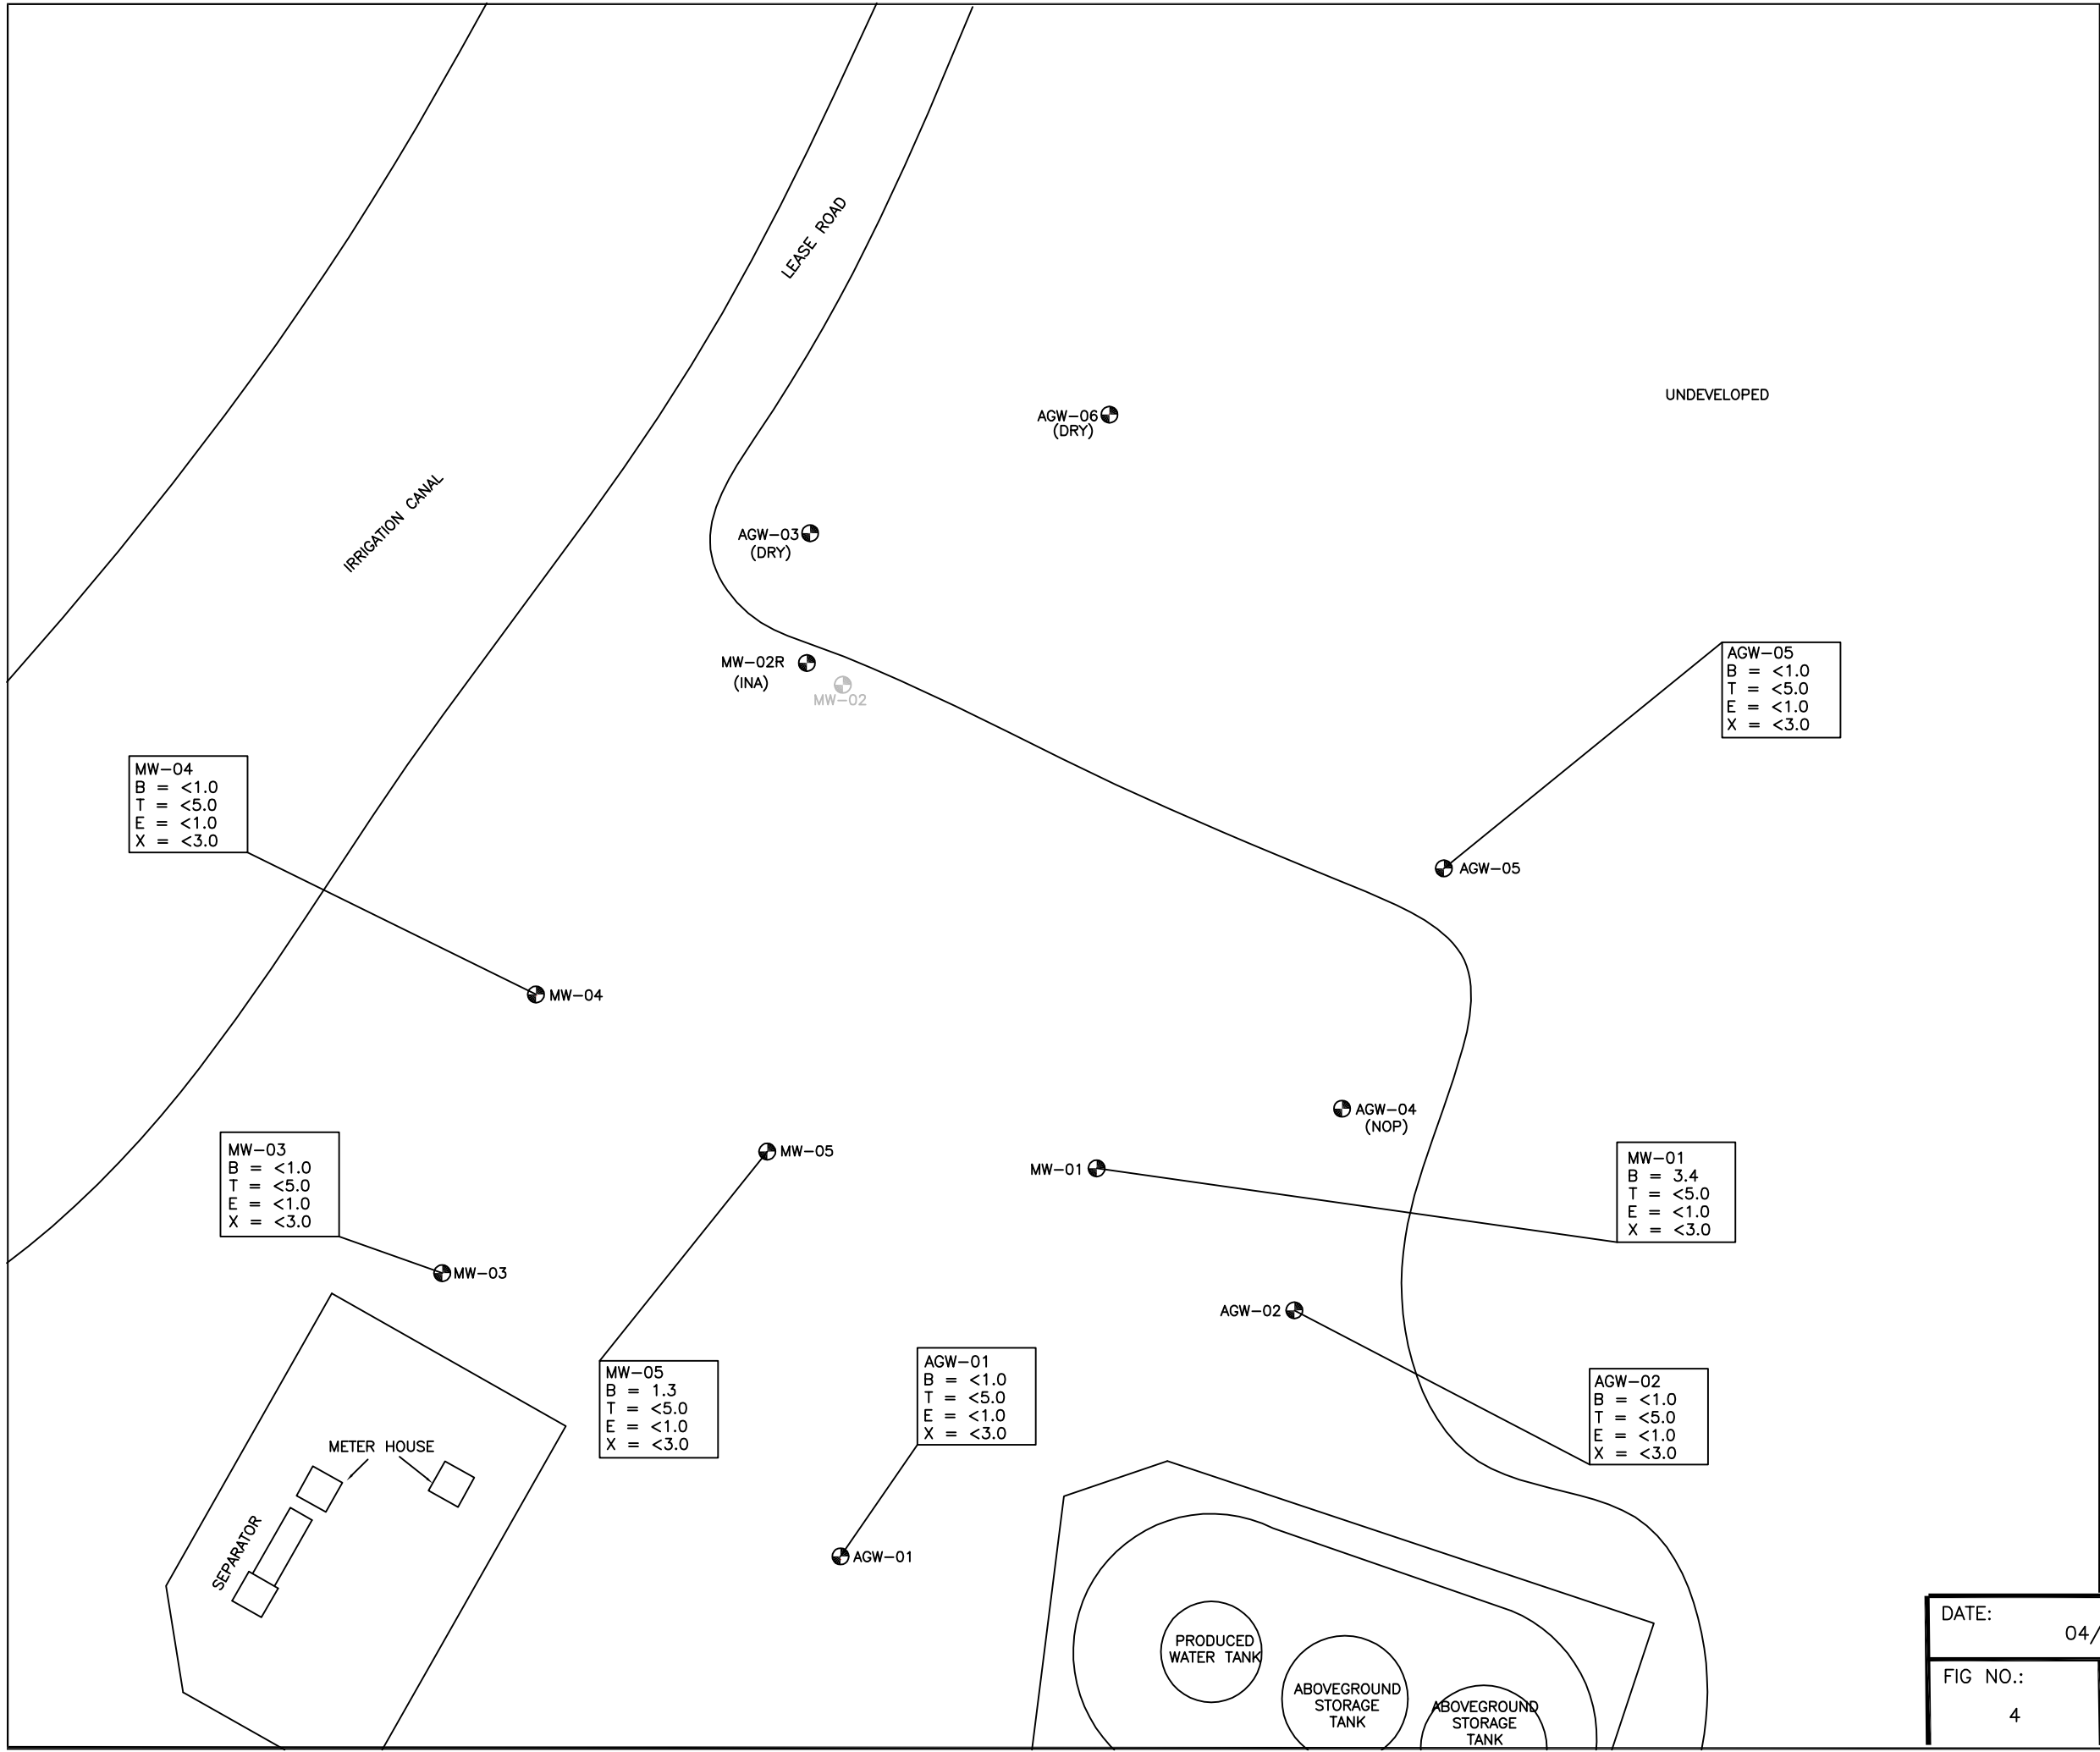 LEASE ROAD
UNDEVELOPED
AGW-06
(DRY)
IRRIGATION CANAL
AGW-03
(DRY)
MW-02R
(INA)
MW-02
AGW-05
B = <1.0
T = <5.0
E = <1.0
X = <3.0
MW-04
B = <1.0
T = <5.0
E = <1.0
X = <3.0
AGW-05
MW-04
AGW-04
(NOP)
MW-03
B = <1.0
T = <5.0
E = <1.0
X = <3.0
MW-05
MW-01
MW-01
B = 3.4
T = <5.0
E = <1.0
X = <3.0
MW-03
AGW-02
MW-05
B = 1.3
T = <5.0
E = <1.0
X = <3.0
AGW-01
B = <1.0
T = <5.0
E = <1.0
X = <3.0
AGW-02
B = <1.0
T = <5.0
E = <1.0
X = <3.0
METER HOUSE
SEPARATOR
AGW-01
PRODUCED
WATER TANK
ABOVEGROUND
STORAGE
TANK
ABOVEGROUND
STORAGE
TANK
DATE:
04/
FIG NO.:
4